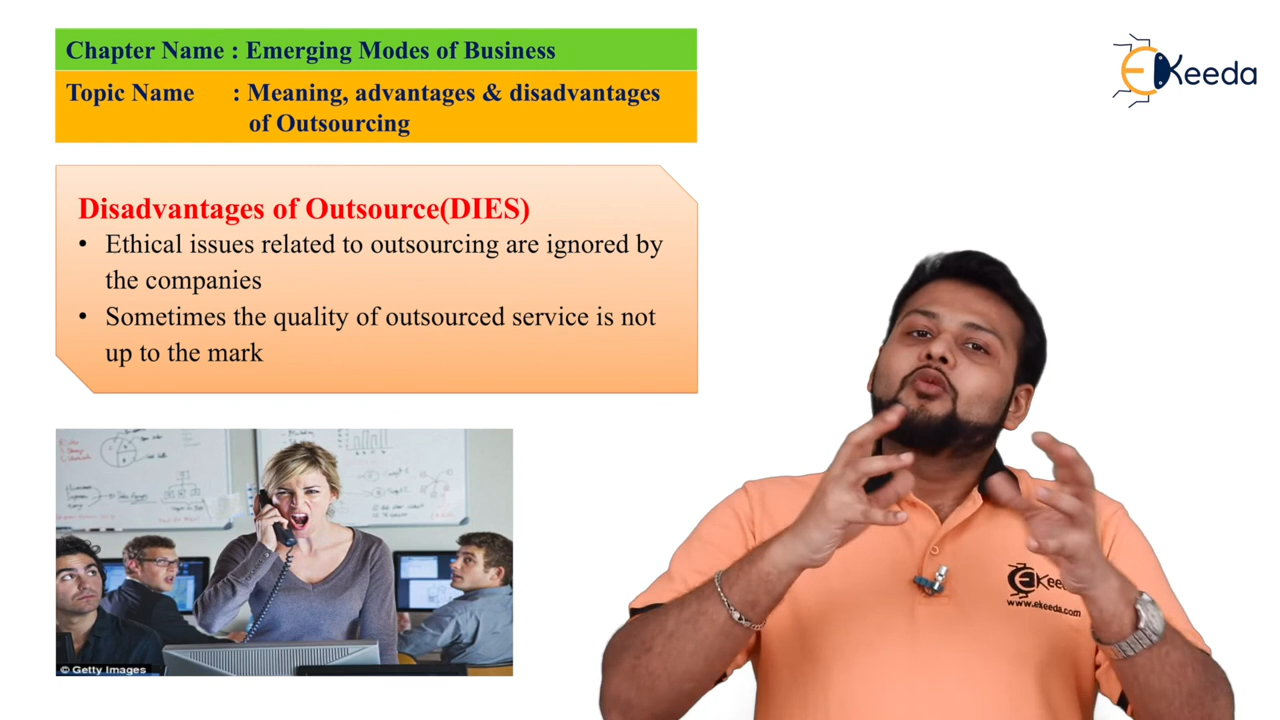 Chapter Name : Emerging Modes of Business
Topic Name : Meaning, advantages & disadvantages
of Outsourcing
EKeeda
Disadvantages of Outsource(DIES)
• Ethical issues related to outsourcing are ignored by
the companies
• Sometimes the quality of outsourced service is not
up to the mark
© Getty Images
EKee
www.ekeeda.com